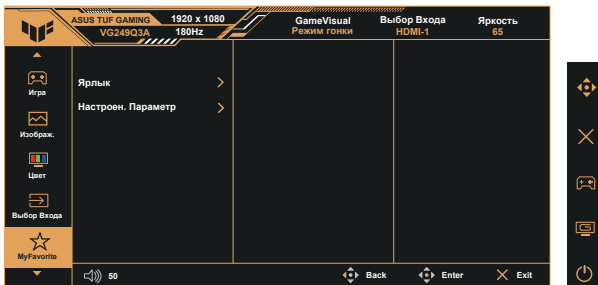 ASUS TUF GAMING
VG249Q3A
1920 x 1080
180Hz
GameVisual
Режим гонки
Выбор Входа
HDMI-1
Яркость
65
Игра
Изображ.
Цвет
Выбор Входа
MyFavorite
Ярлык
Настроен. Параметр
50
Back
Enter
Exit